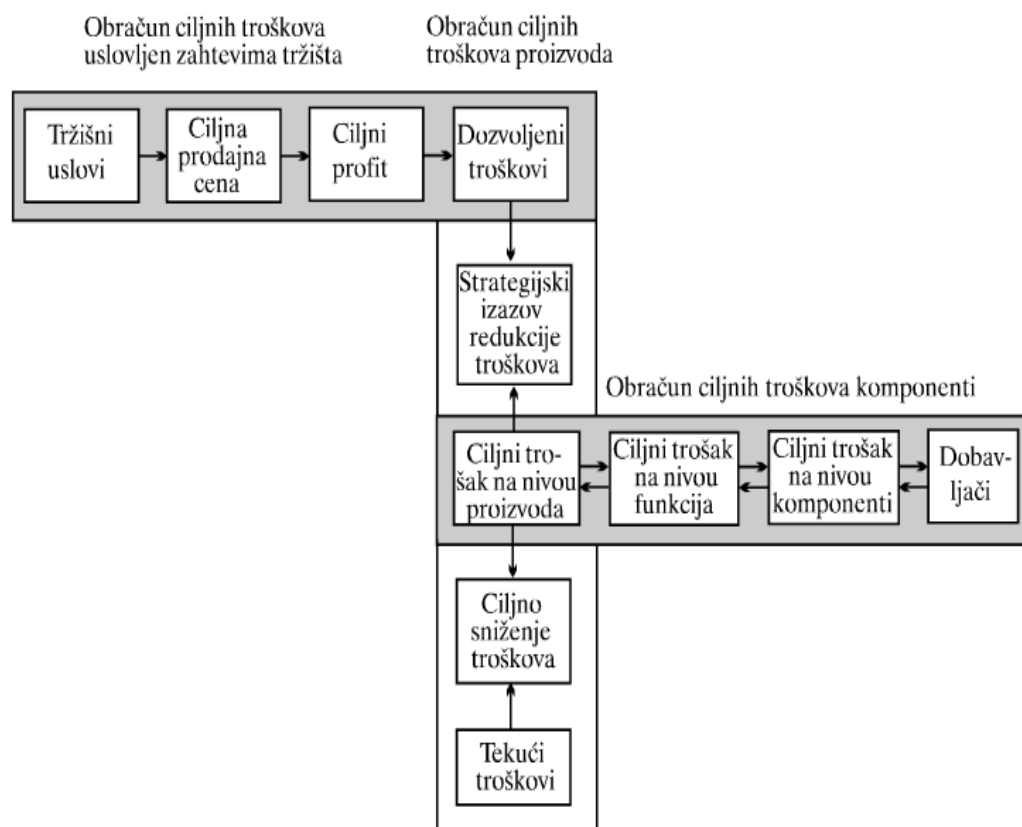 Obračun ciljnih troškova
uslovljen zahtevima tržišta
Obračun ciljnih
troškova proizvoda
Tržišni
uslovi
Ciljna
prodajna
cena
Ciljni
profit
Dozvoljeni
troškovi
Strategijski
izazov
redukcije
troškova
Obračun ciljnih troškova komponenti
Ciljni tro-
šak na nivou
proizvoda
Ciljni trošak
na nivou
funkcija
Ciljni trošak
na nivou
komponenti
Dobav-
ljači
Ciljno
sniženje
troškova
Tekući
troškovi